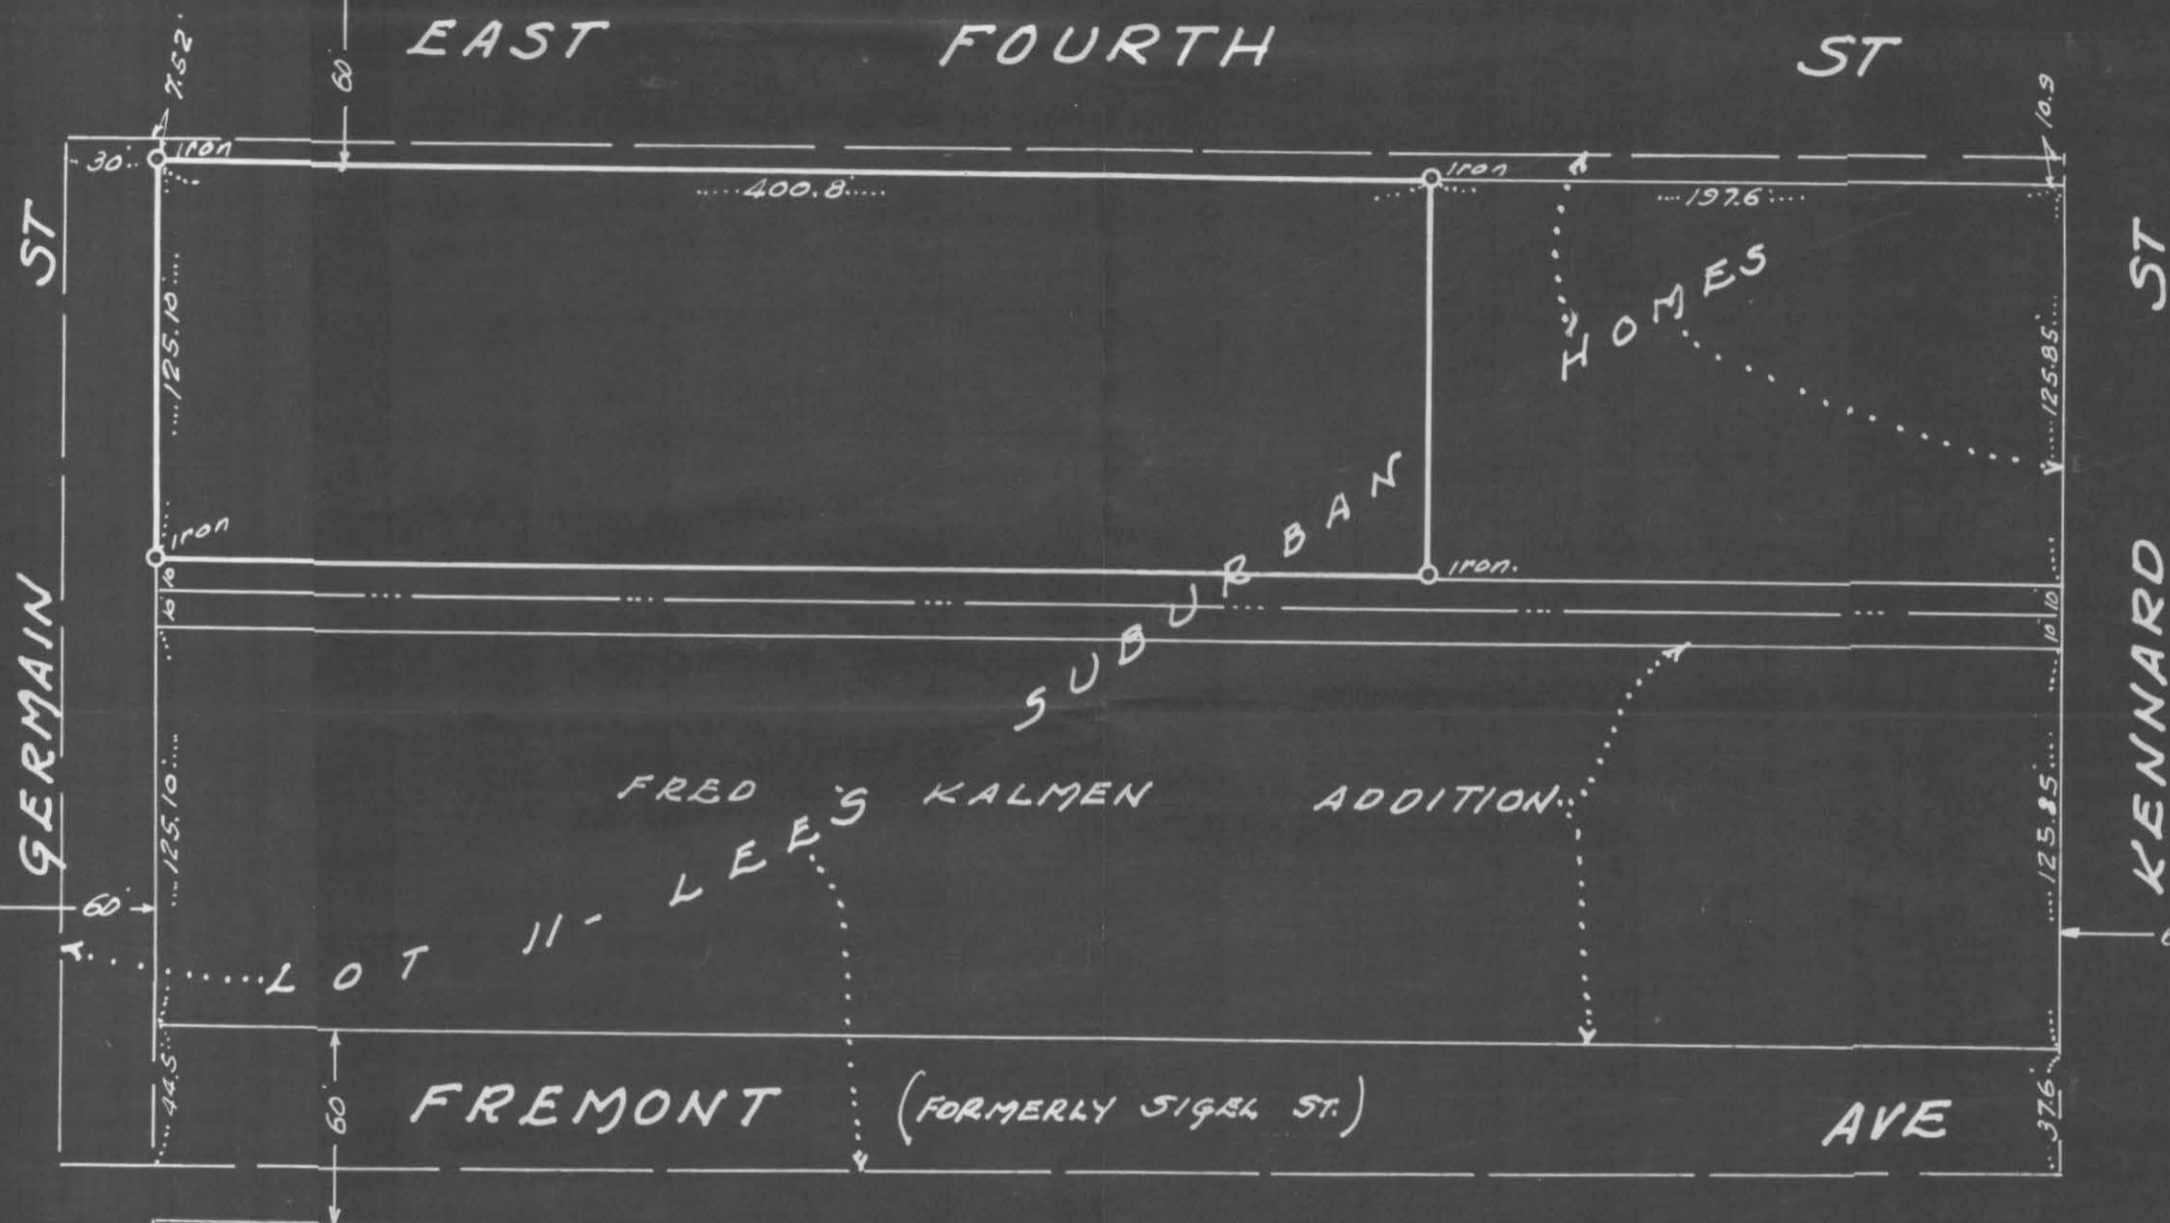 EAST FOURTH ST
7.52'
60'
10.9
30'
Iron
Iron
400.8'
197.6'
GERMAIN ST
KENNARD ST
125.10'
125.85'
Iron
Iron.
10'
10'
10'
10'
LOT 11 - LEE'S SUBURBAN HOMES
FRED KALMEN ADDITION
125.10'
125.85'
60'
44.5'
60'
37.6'
FREMONT (FORMERLY SIGEL ST.) AVE